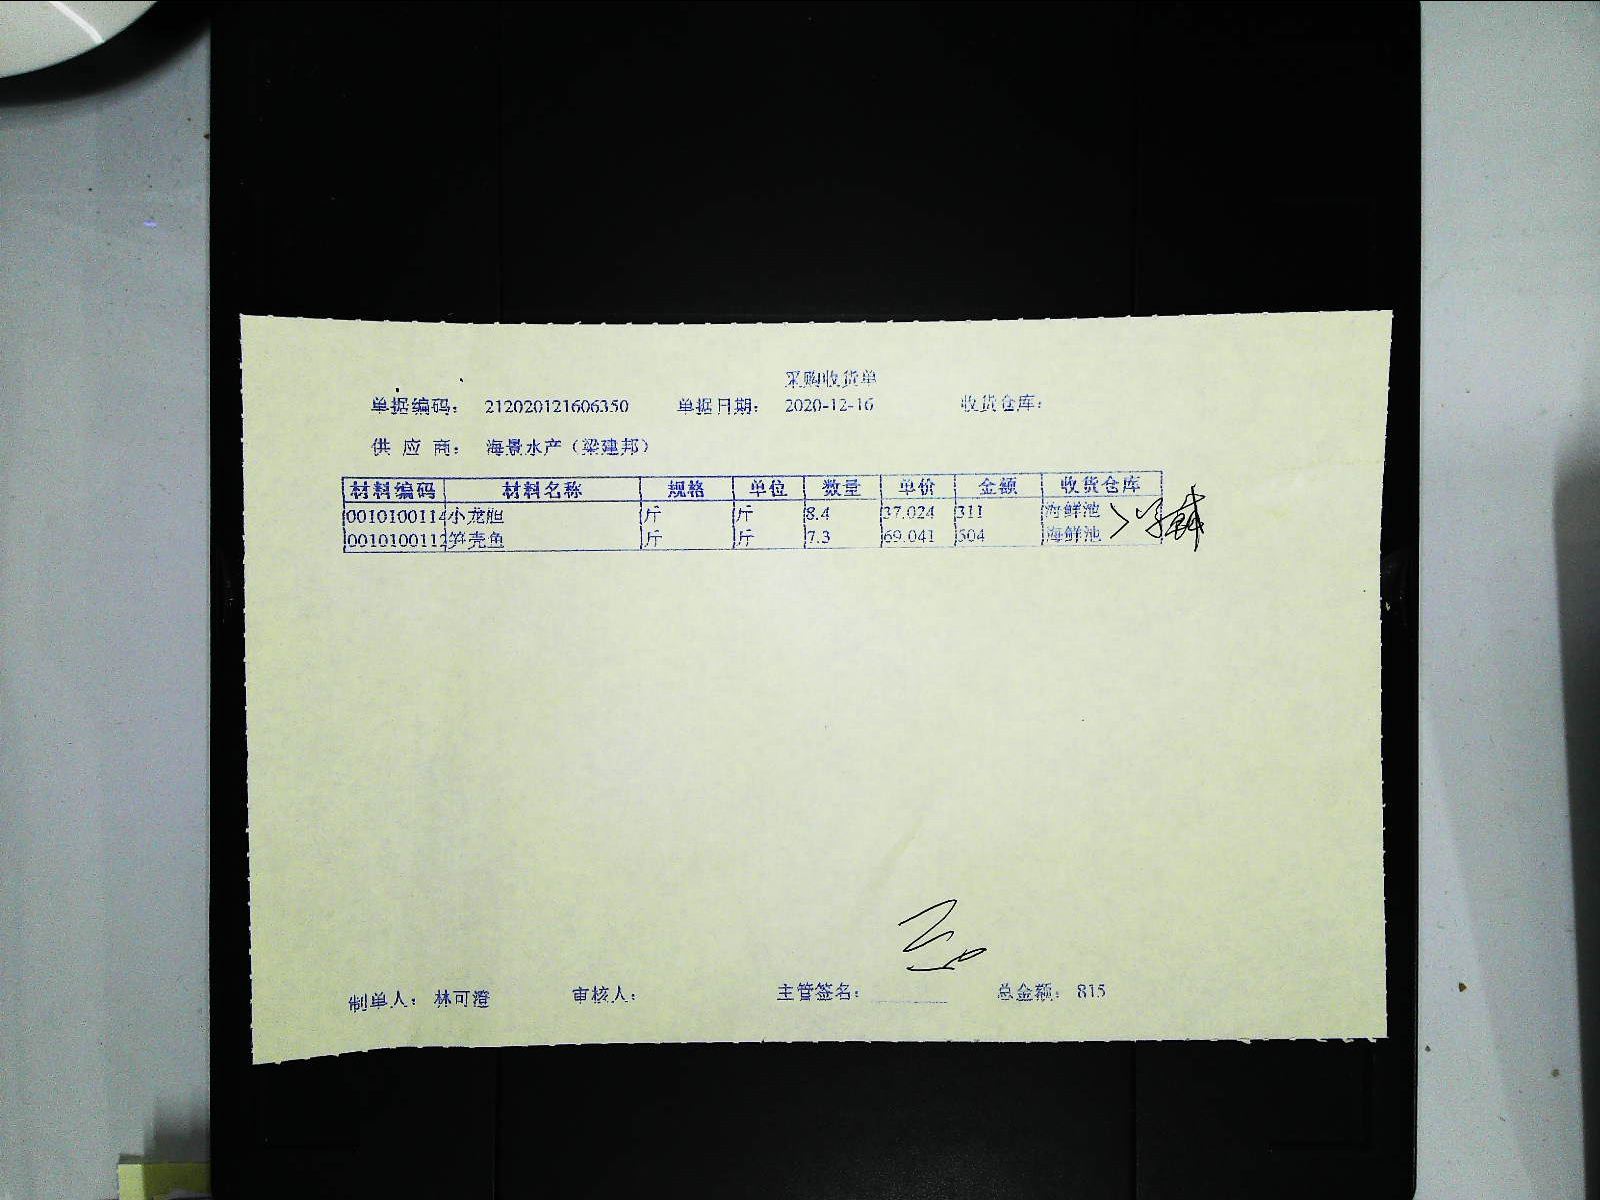 采购收货单
单据编码: 212020121606350 单据日期: 2020-12-16 收货仓库:
供 应 商: 海景水产（梁建邦）
材料编码 材料名称 规格 单位 数量 单价 金额 收货仓库
0010100114 小龙胆 斤 斤 8.4 37.024 311 海鲜池
0010100112 笋壳鱼 斤 斤 7.3 69.041 504 海鲜池
制单人: 林可澄 审核人: 主管签名: 总金额: 815